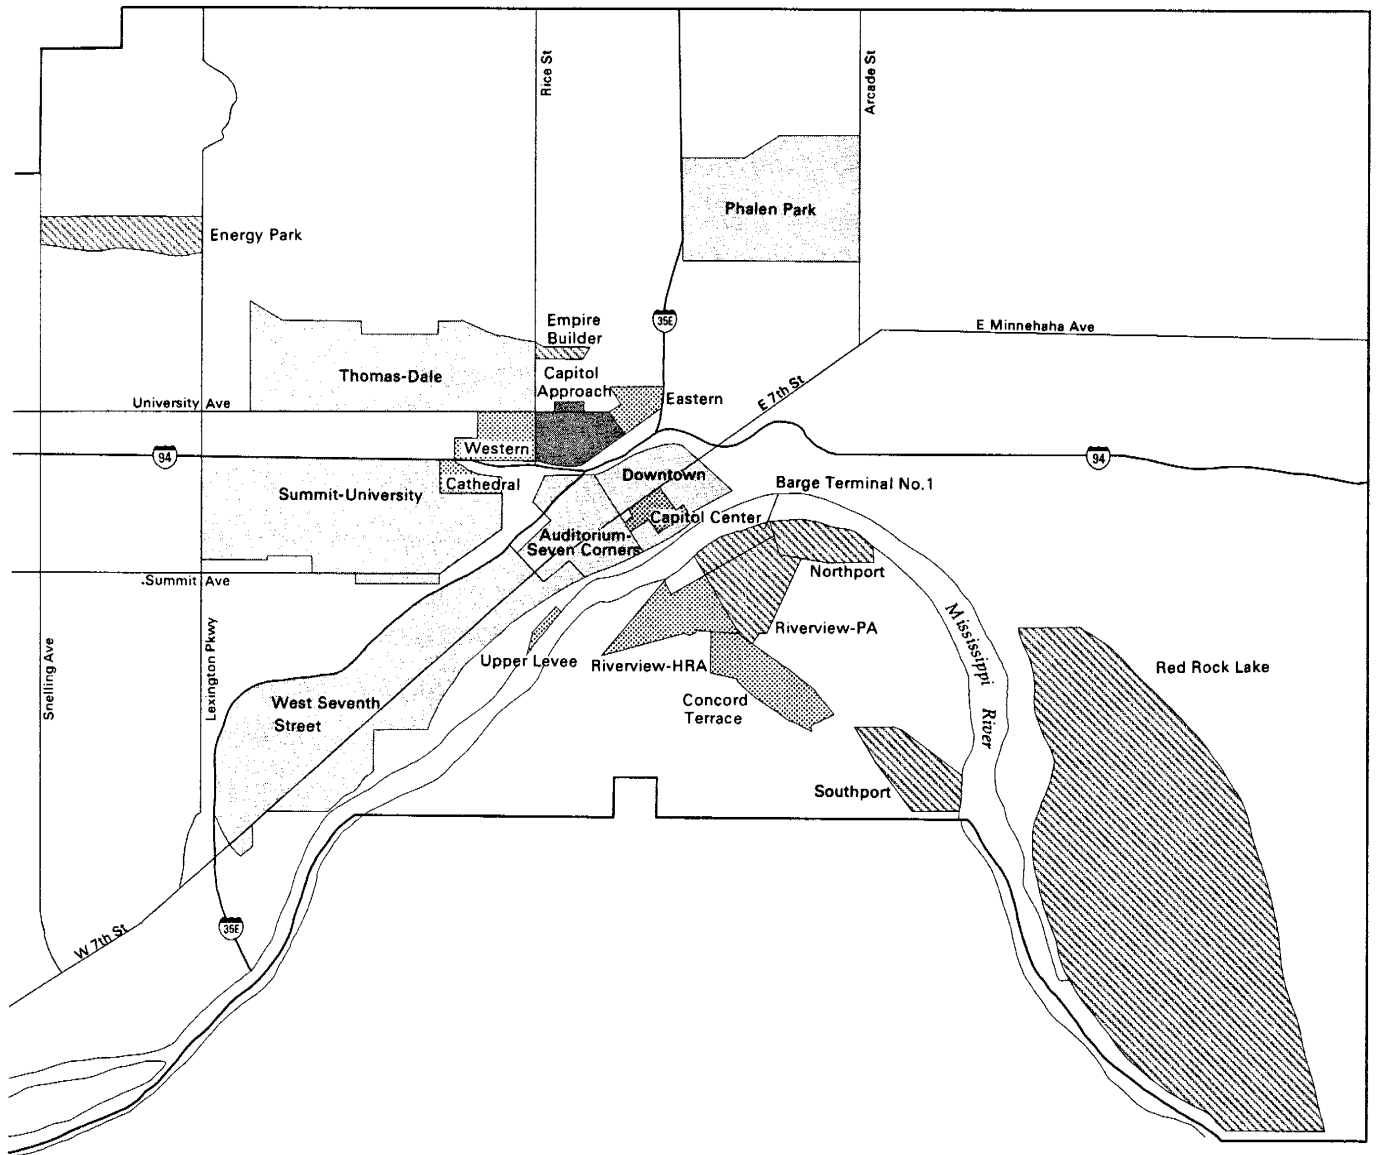 Rice St
Arcade St
Phalen Park
Energy Park
35E
Empire
Builder
E Minnehaha Ave
Thomas-Dale
Capitol
Approach
University Ave
Eastern
E 7th St
94
Western
94
Summit-University
Cathedral
Downtown
Barge Terminal No.1
Capitol Center
Auditorium-
Seven Corners
Summit Ave
Northport
Mississippi
River
Riverview-PA
Snelling Ave
Lexington Pkwy
Upper Levee
Riverview-HRA
Red Rock Lake
West Seventh
Street
Concord
Terrace
Southport
W 7th St
35E